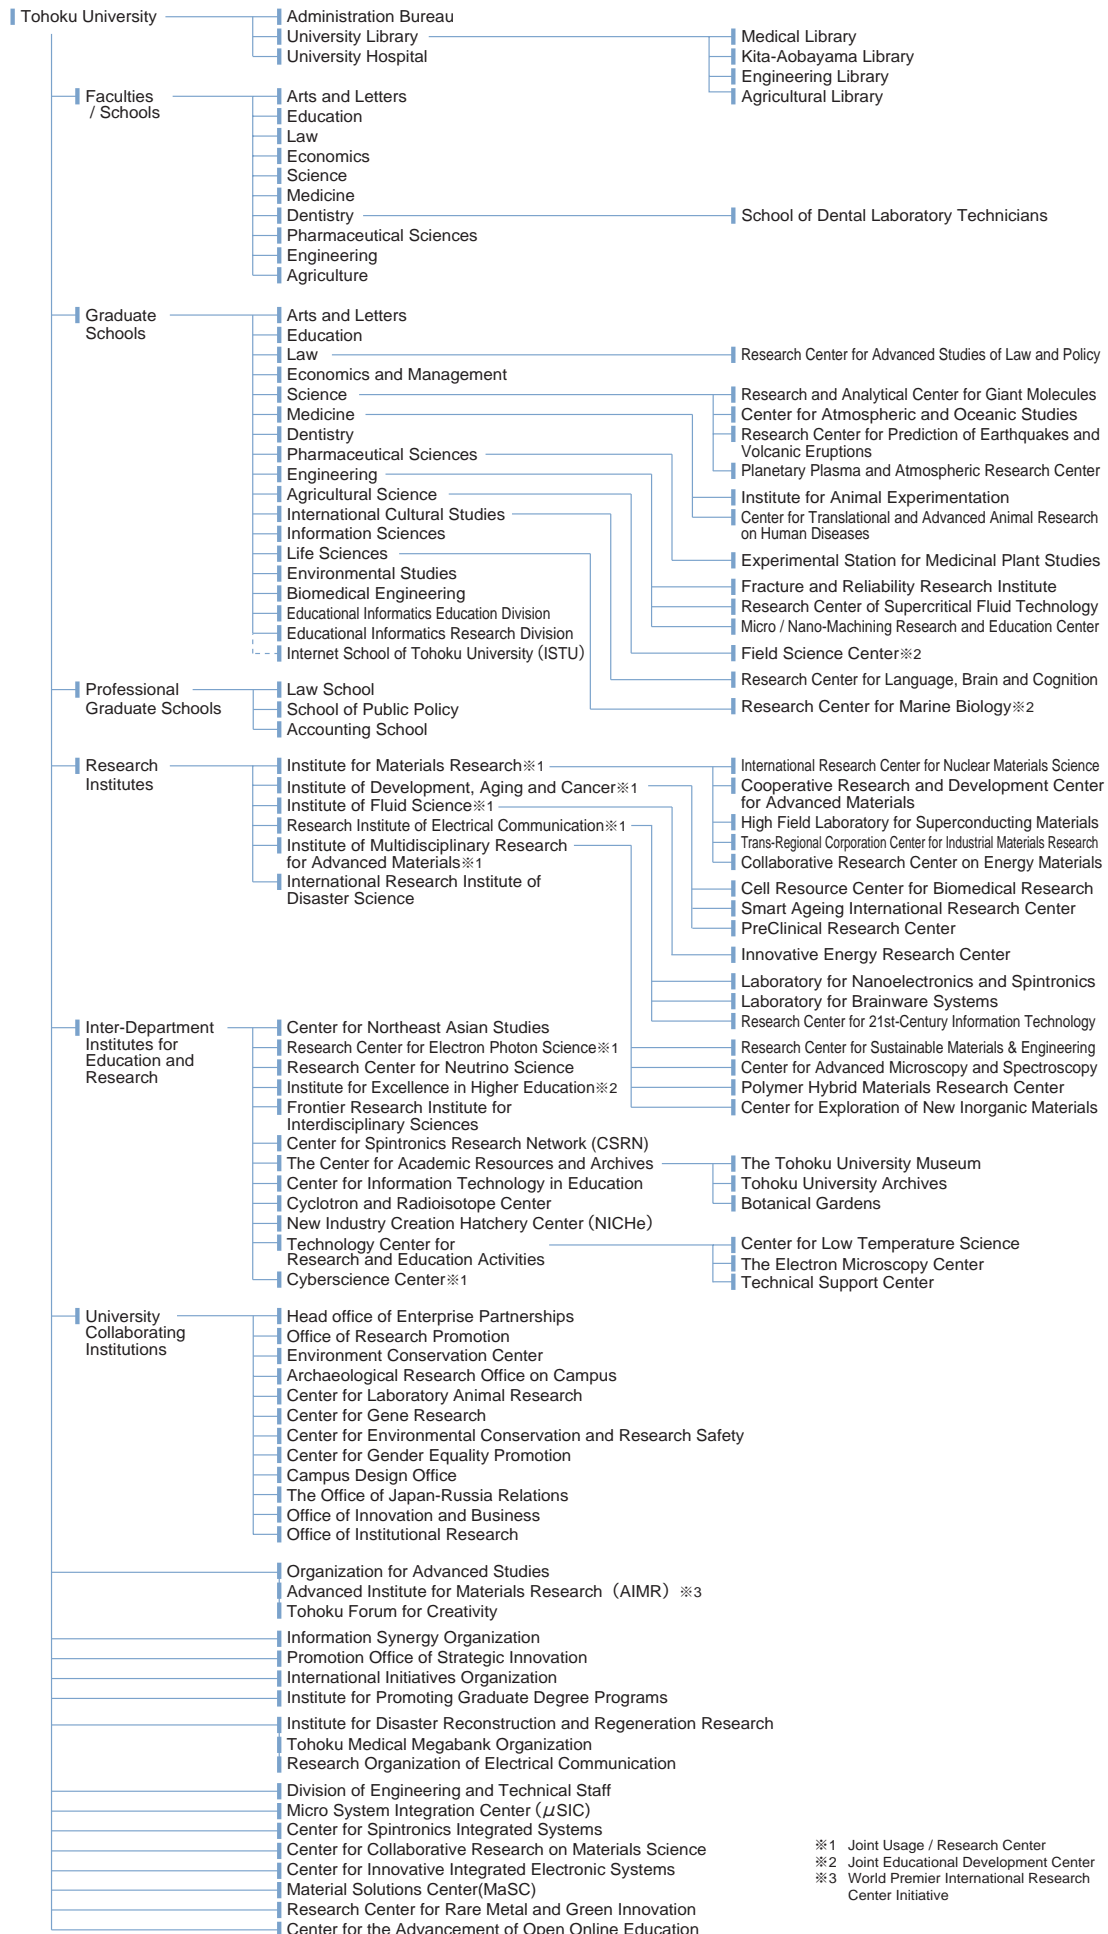 Tohoku University
Administration Bureau
University Library
University Hospital
Medical Library
Kita-Aobayama Library
Engineering Library
Agricultural Library
Faculties
/ Schools
Arts and Letters
Education
Law
Economics
Science
Medicine
Dentistry
Pharmaceutical Sciences
Engineering
Agriculture
School of Dental Laboratory Technicians
Graduate
Schools
Arts and Letters
Education
Law
Economics and Management
Science
Medicine
Dentistry
Pharmaceutical Sciences
Engineering
Agricultural Science
International Cultural Studies
Information Sciences
Life Sciences
Environmental Studies
Biomedical Engineering
Educational Informatics Education Division
Educational Informatics Research Division
Internet School of Tohoku University (ISTU)
Research Center for Advanced Studies of Law and Policy
Research and Analytical Center for Giant Molecules
Center for Atmospheric and Oceanic Studies
Research Center for Prediction of Earthquakes and
Volcanic Eruptions
Planetary Plasma and Atmospheric Research Center
Institute for Animal Experimentation
Center for Translational and Advanced Animal Research
on Human Diseases
Experimental Station for Medicinal Plant Studies
Fracture and Reliability Research Institute
Research Center of Supercritical Fluid Technology
Micro / Nano-Machining Research and Education Center
Field Science Center※2
Research Center for Language, Brain and Cognition
Research Center for Marine Biology※2
Professional
Graduate Schools
Law School
School of Public Policy
Accounting School
Research
Institutes
Institute for Materials Research※1
Institute of Development, Aging and Cancer※1
Institute of Fluid Science※1
Research Institute of Electrical Communication※1
Institute of Multidisciplinary Research
for Advanced Materials※1
International Research Institute of
Disaster Science
International Research Center for Nuclear Materials Science
Cooperative Research and Development Center
for Advanced Materials
High Field Laboratory for Superconducting Materials
Trans-Regional Corporation Center for Industrial Materials Research
Collaborative Research Center on Energy Materials
Cell Resource Center for Biomedical Research
Smart Ageing International Research Center
PreClinical Research Center
Innovative Energy Research Center
Laboratory for Nanoelectronics and Spintronics
Laboratory for Brainware Systems
Research Center for 21st-Century Information Technology
Research Center for Sustainable Materials & Engineering
Center for Advanced Microscopy and Spectroscopy
Polymer Hybrid Materials Research Center
Center for Exploration of New Inorganic Materials
Inter-Department
Institutes for
Education and
Research
Center for Northeast Asian Studies
Research Center for Electron Photon Science※1
Research Center for Neutrino Science
Institute for Excellence in Higher Education※2
Frontier Research Institute for
Interdisciplinary Sciences
Center for Spintronics Research Network (CSRN)
The Center for Academic Resources and Archives
Center for Information Technology in Education
Cyclotron and Radioisotope Center
New Industry Creation Hatchery Center (NICHe)
Technology Center for
Research and Education Activities
Cyberscience Center※1
The Tohoku University Museum
Tohoku University Archives
Botanical Gardens
Center for Low Temperature Science
The Electron Microscopy Center
Technical Support Center
University
Collaborating
Institutions
Head office of Enterprise Partnerships
Office of Research Promotion
Environment Conservation Center
Archaeological Research Office on Campus
Center for Laboratory Animal Research
Center for Gene Research
Center for Environmental Conservation and Research Safety
Center for Gender Equality Promotion
Campus Design Office
The Office of Japan-Russia Relations
Office of Innovation and Business
Office of Institutional Research
Organization for Advanced Studies
Advanced Institute for Materials Research (AIMR) ※3
Tohoku Forum for Creativity
Information Synergy Organization
Promotion Office of Strategic Innovation
International Initiatives Organization
Institute for Promoting Graduate Degree Programs
Institute for Disaster Reconstruction and Regeneration Research
Tohoku Medical Megabank Organization
Research Organization of Electrical Communication
Division of Engineering and Technical Staff
Micro System Integration Center (μSIC)
Center for Spintronics Integrated Systems
Center for Collaborative Research on Materials Science
Center for Innovative Integrated Electronic Systems
Material Solutions Center(MaSC)
Research Center for Rare Metal and Green Innovation
Center for the Advancement of Open Online Education
※1 Joint Usage / Research Center
※2 Joint Educational Development Center
※3 World Premier International Research
Center Initiative